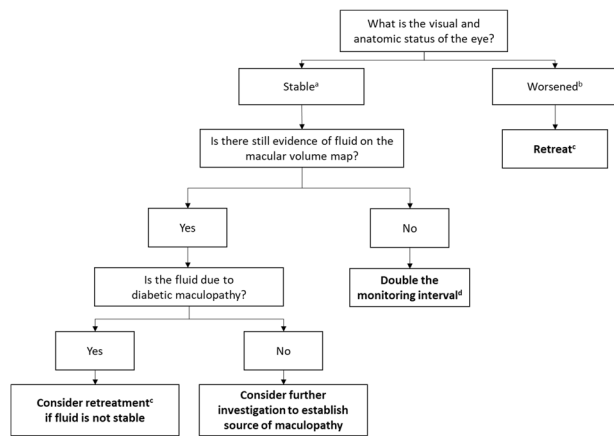 What is the visual and
anatomic status of the eye?
Stableᵃ
Worsenedᵇ
Is there still evidence of fluid on the
macular volume map?
Retreatᶜ
Yes
No
Is the fluid due to
diabetic maculopathy?
Double the
monitoring intervalᵈ
Yes
No
Consider retreatmentᶜ
if fluid is not stable
Consider further
investigation to establish
source of maculopathy